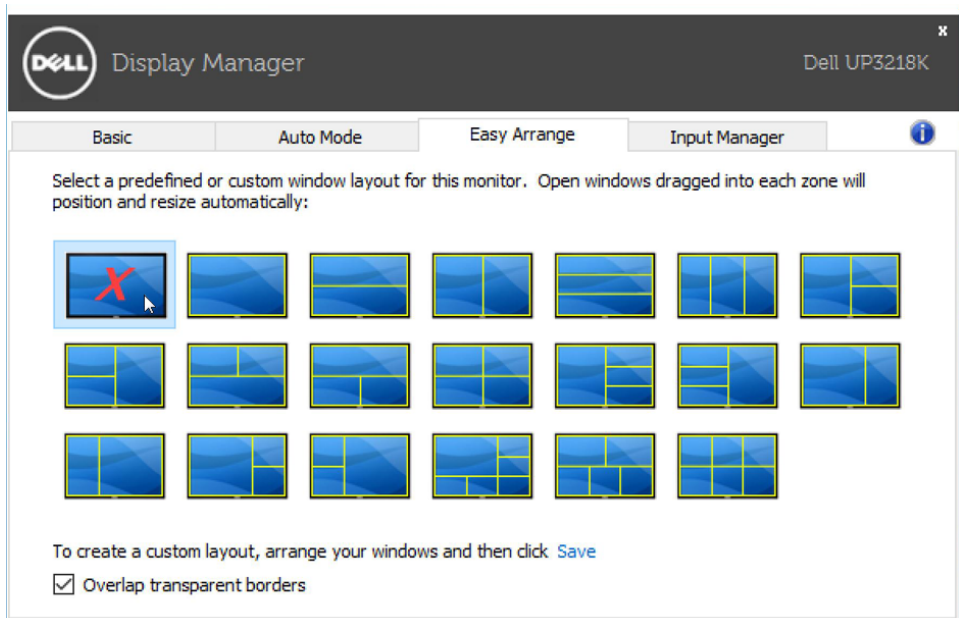 DELL
Display Manager
x
Dell UP3218K
Basic
Auto Mode
Easy Arrange
Input Manager
i
Select a predefined or custom window layout for this monitor. Open windows dragged into each zone will
position and resize automatically:
X
To create a custom layout, arrange your windows and then click Save
Overlap transparent borders